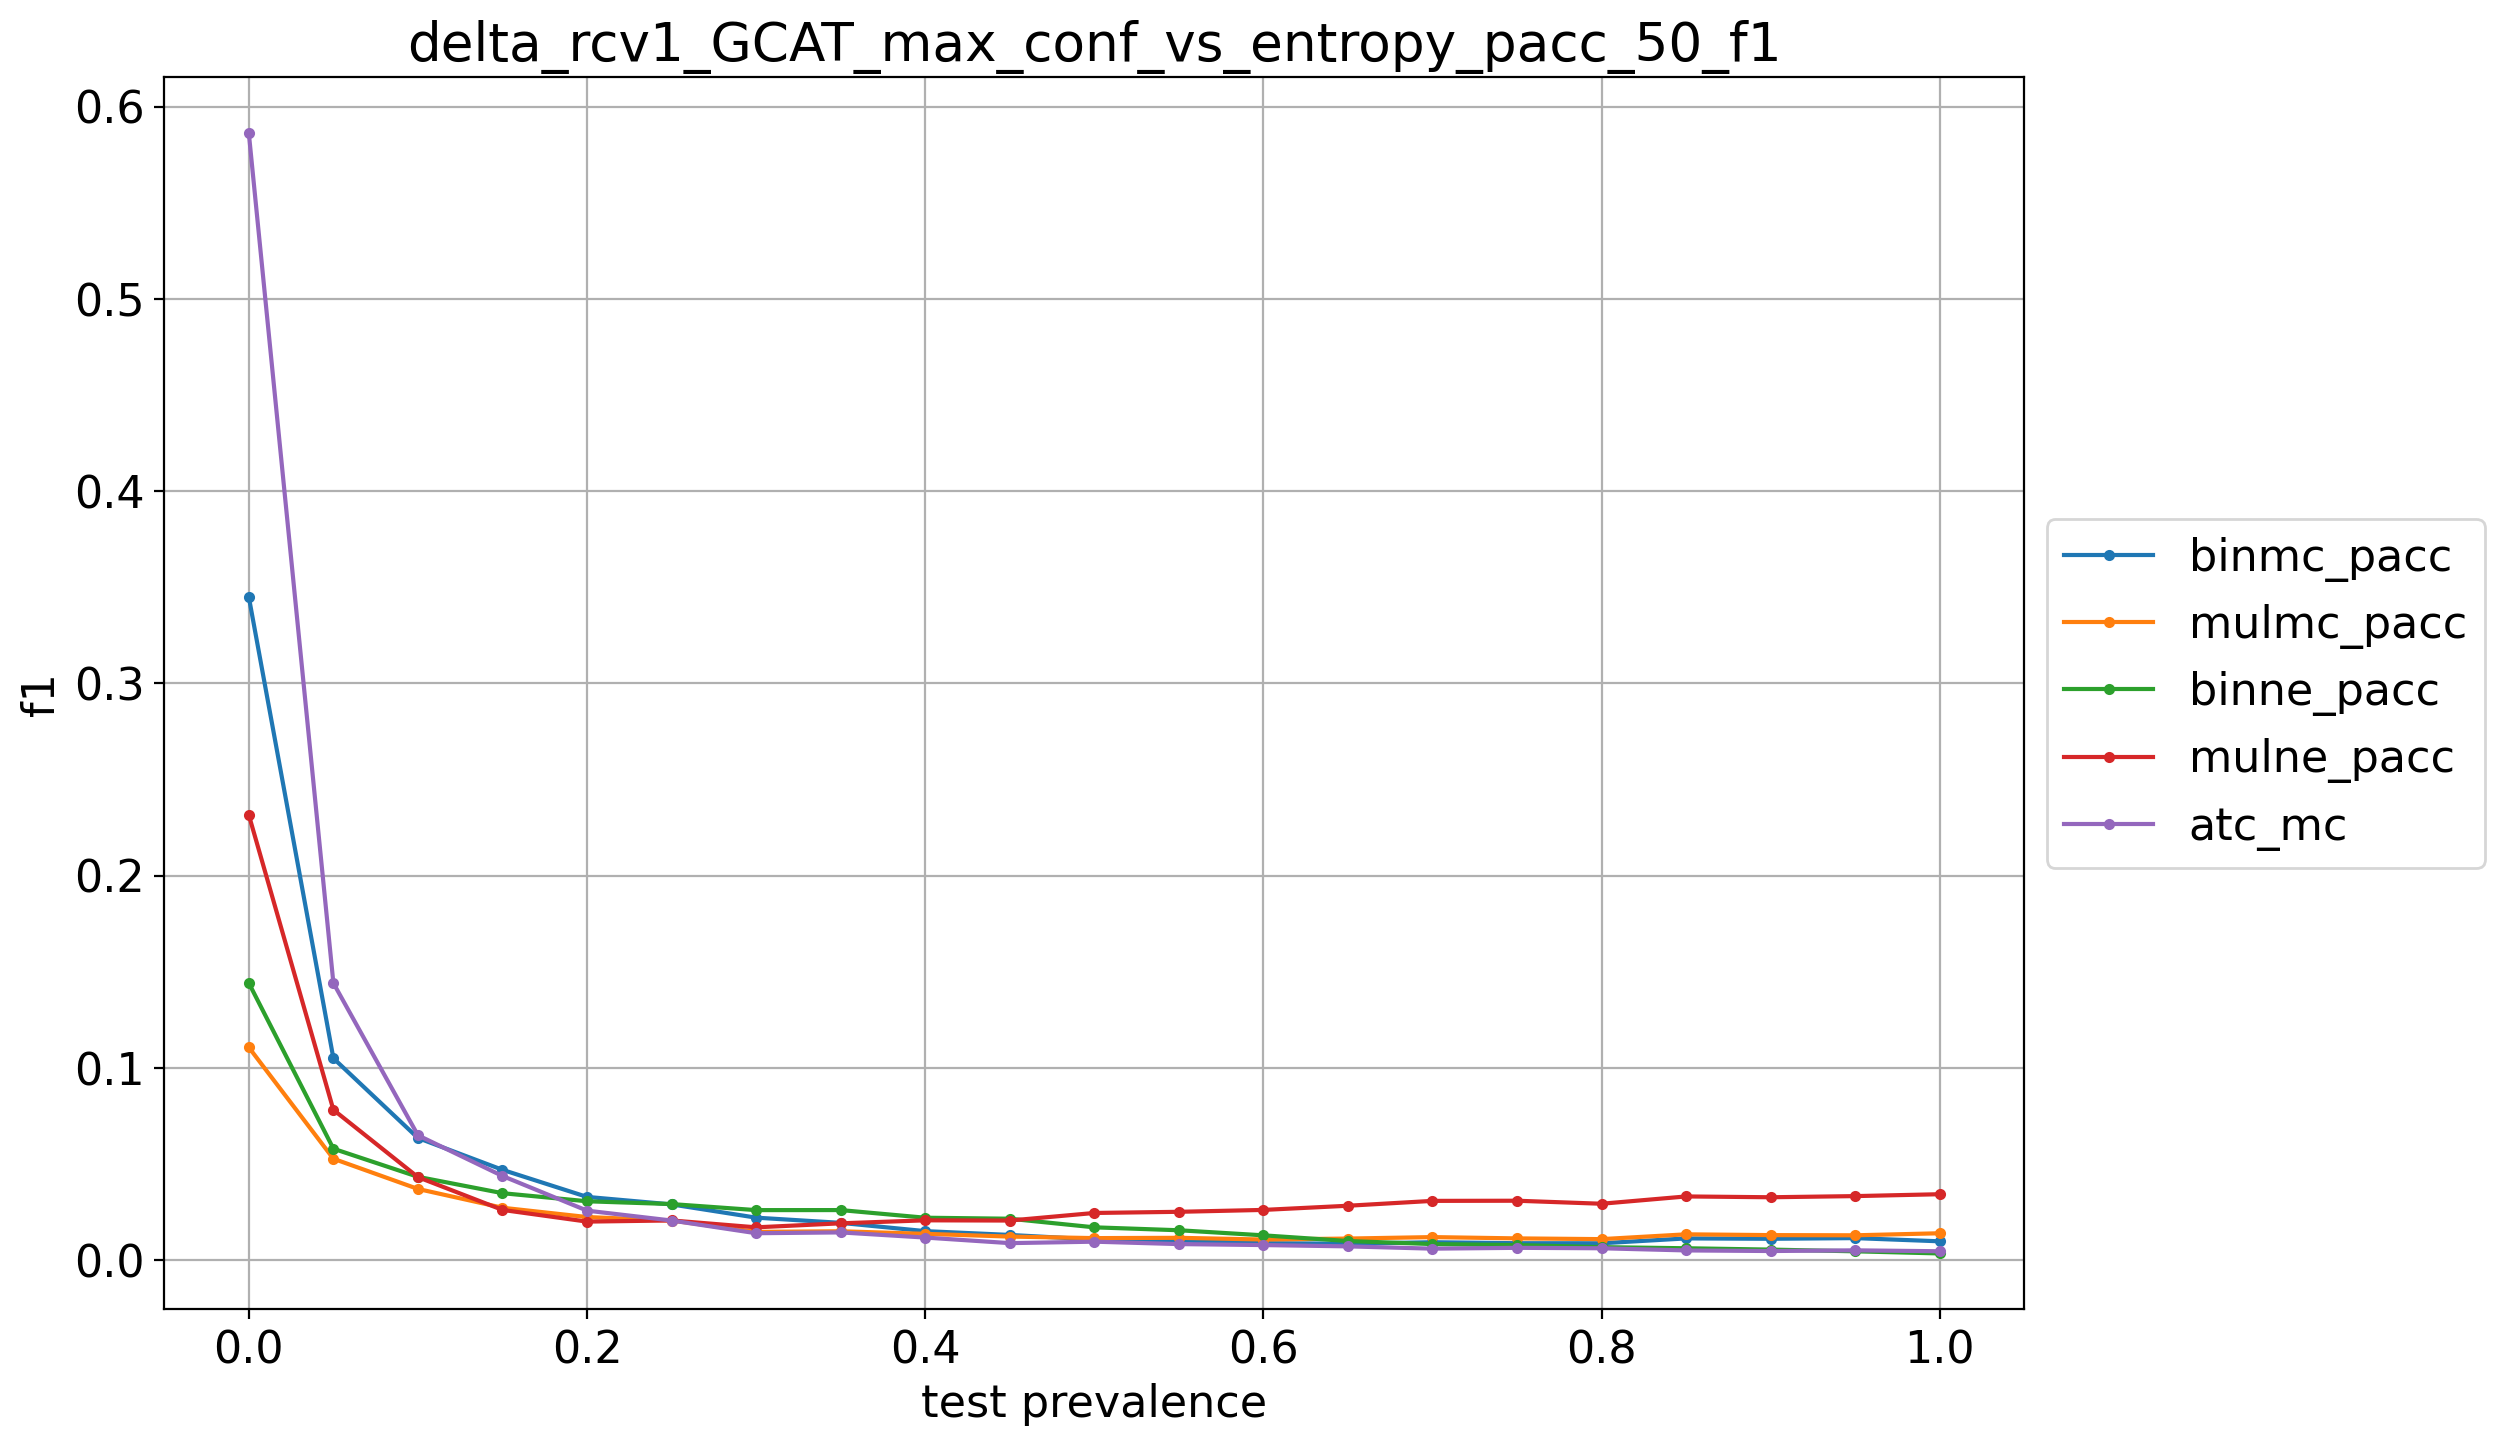 delta_rcv1_GCAT_max_conf_vs_entropy_pacc_50_f1
0.6
0.5
0.4
0.3
0.2
0.1
0.0
f1
0.0 0.2 0.4 0.6 0.8 1.0
test prevalence
binmc_pacc
mulmc_pacc
binne_pacc
mulne_pacc
atc_mc